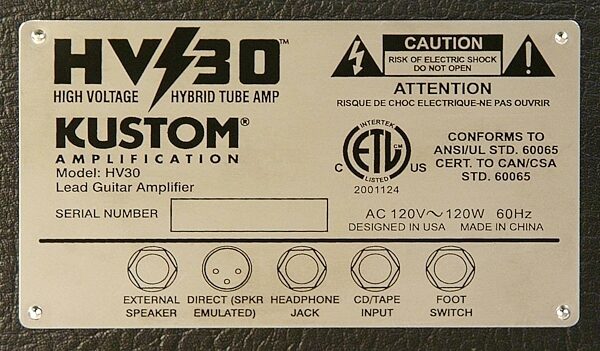 HV30™
HIGH VOLTAGE HYBRID TUBE AMP
KUSTOM®
AMPLIFICATION
Model: HV30
Lead Guitar Amplifier
SERIAL NUMBER
CAUTION
RISK OF ELECTRIC SHOCK
DO NOT OPEN
ATTENTION
RISQUE DE CHOC ELECTRIQUE-NE PAS OUVRIR
INTERTEK
C ETL CM US
LISTED
2001124
CONFORMS TO
ANSI/UL STD. 60065
CERT. TO CAN/CSA
STD. 60065
AC 120V~120W 60Hz
DESIGNED IN USA MADE IN CHINA
EXTERNAL
SPEAKER
DIRECT (SPKR
EMULATED)
HEADPHONE
JACK
CD/TAPE
INPUT
FOOT
SWITCH